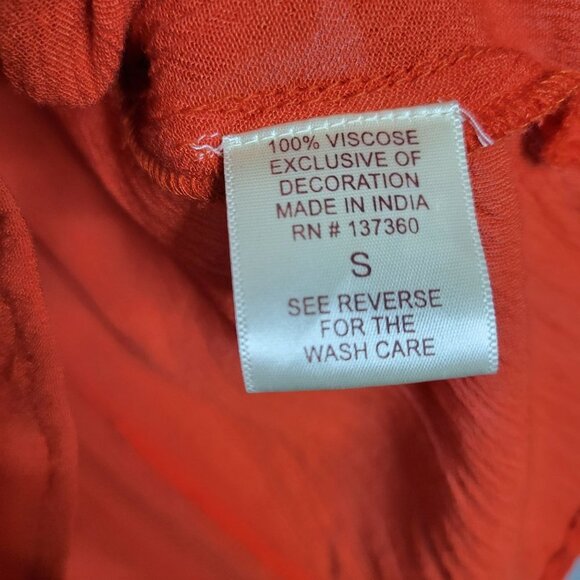 100% VISCOSE
EXCLUSIVE OF
DECORATION
MADE IN INDIA
RN # 137360
S
SEE REVERSE
FOR THE
WASH CARE